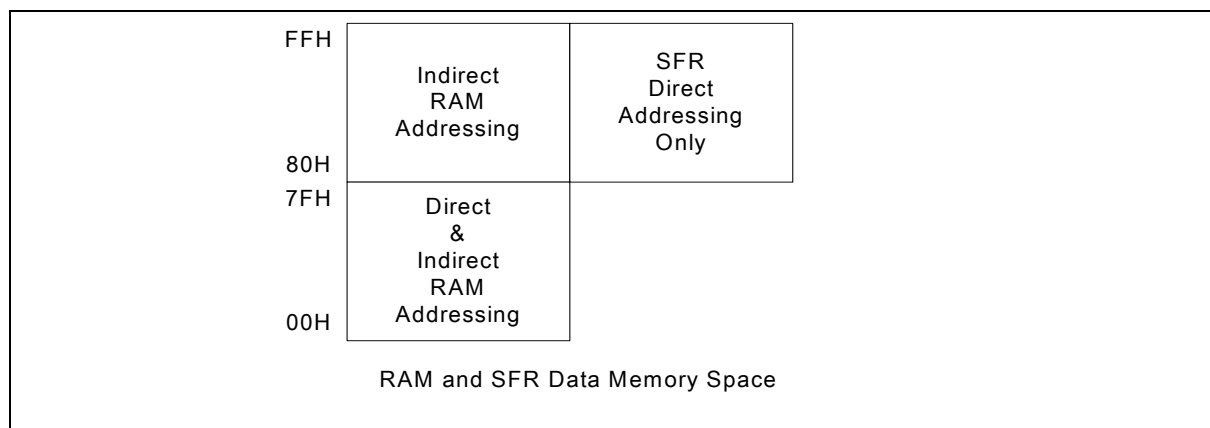 FFH
Indirect
RAM
Addressing
SFR
Direct
Addressing
Only
80H
7FH
Direct
&
Indirect
RAM
Addressing
00H
RAM and SFR Data Memory Space